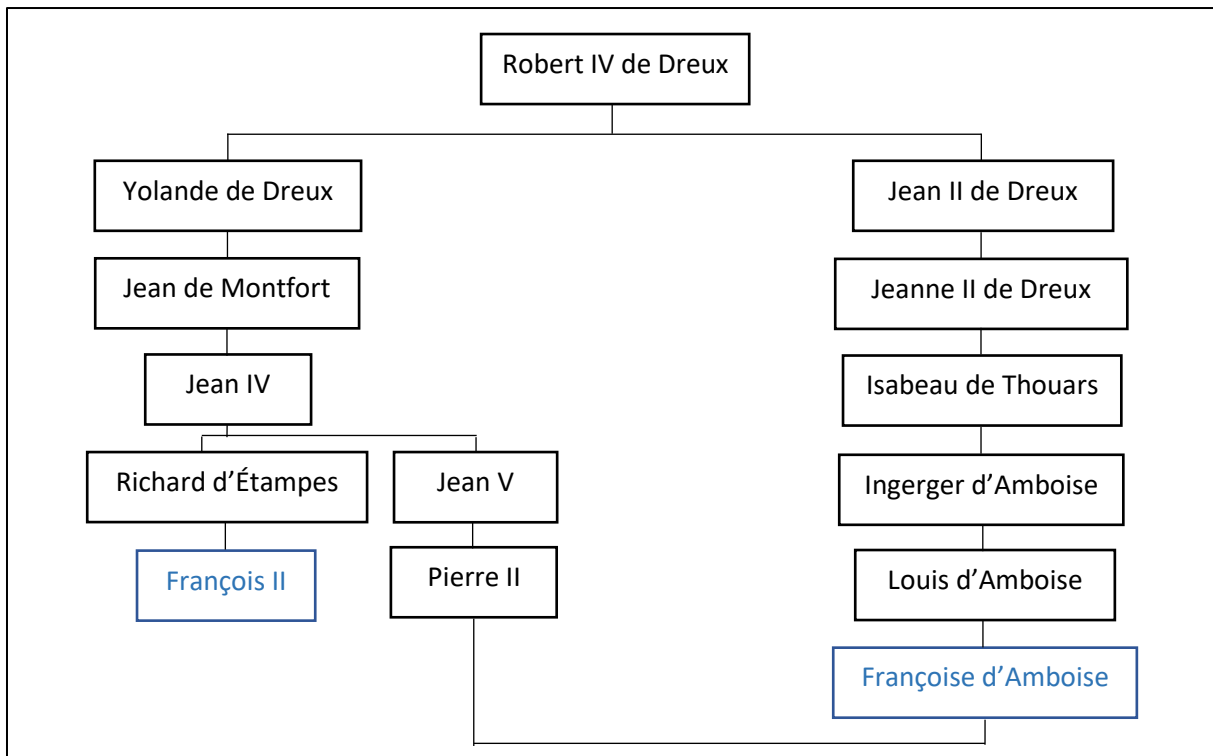 Robert IV de Dreux
Yolande de Dreux
Jean II de Dreux
Jean de Montfort
Jeanne II de Dreux
Jean IV
Isabeau de Thouars
Richard d’Étampes
Jean V
Ingerger d’Amboise
François II
Pierre II
Louis d’Amboise
Françoise d’Amboise